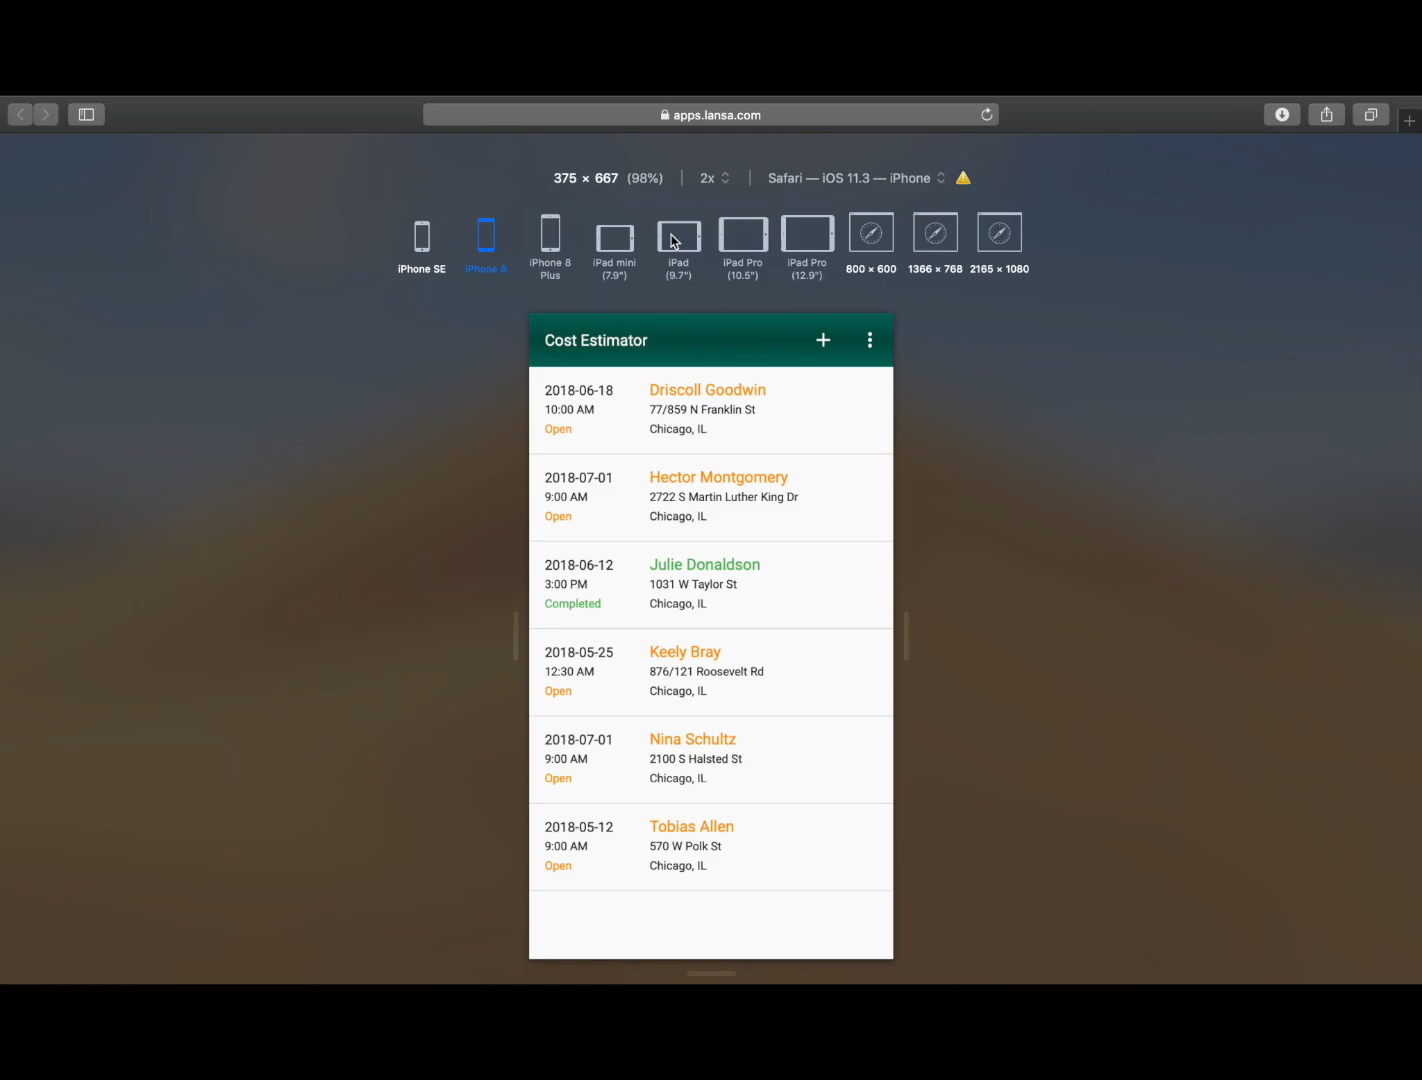 apps.lansa.com
375 × 667 (98%) 2x Safari — iOS 11.3 — iPhone
iPhone SE
iPhone 8
iPhone 8
Plus
iPad mini
(7.9")
iPad
(9.7")
iPad Pro
(10.5")
iPad Pro
(12.9")
800 × 600
1366 × 768
2165 × 1080
Cost Estimator
2018-06-18 Driscoll Goodwin
10:00 AM 77/859 N Franklin St
Open Chicago, IL
2018-07-01 Hector Montgomery
9:00 AM 2722 S Martin Luther King Dr
Open Chicago, IL
2018-06-12 Julie Donaldson
3:00 PM 1031 W Taylor St
Completed Chicago, IL
2018-05-25 Keely Bray
12:30 AM 876/121 Roosevelt Rd
Open Chicago, IL
2018-07-01 Nina Schultz
9:00 AM 2100 S Halsted St
Open Chicago, IL
2018-05-12 Tobias Allen
9:00 AM 570 W Polk St
Open Chicago, IL